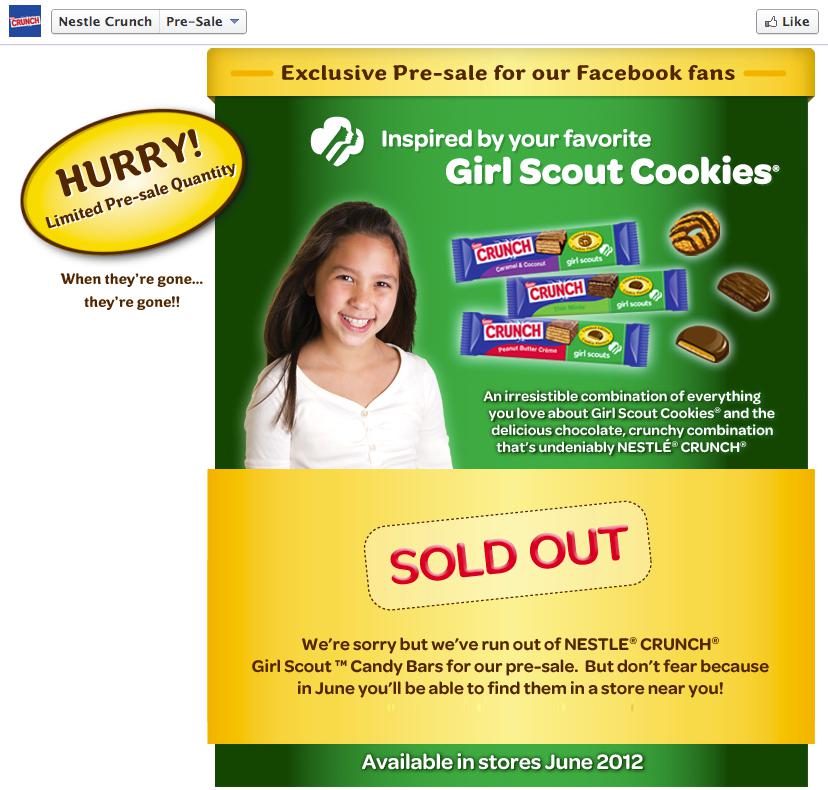 CRUNCH
Nestle Crunch
Pre-Sale
Like
Exclusive Pre-sale for our Facebook fans
HURRY!
Limited Pre-sale Quantity
When they're gone...
they're gone!!
Inspired by your favorite
Girl Scout Cookies®
CRUNCH
Caramel & Coconut
girl scouts
CRUNCH
Thin Mints
girl scouts
CRUNCH
Peanut Butter Crème
girl scouts
An irresistible combination of everything
you love about Girl Scout Cookies® and the
delicious chocolate, crunchy combination
that's undeniably NESTLÉ® CRUNCH®
SOLD OUT
We're sorry but we've run out of NESTLE® CRUNCH®
Girl Scout ™ Candy Bars for our pre-sale. But don't fear because
in June you'll be able to find them in a store near you!
Available in stores June 2012